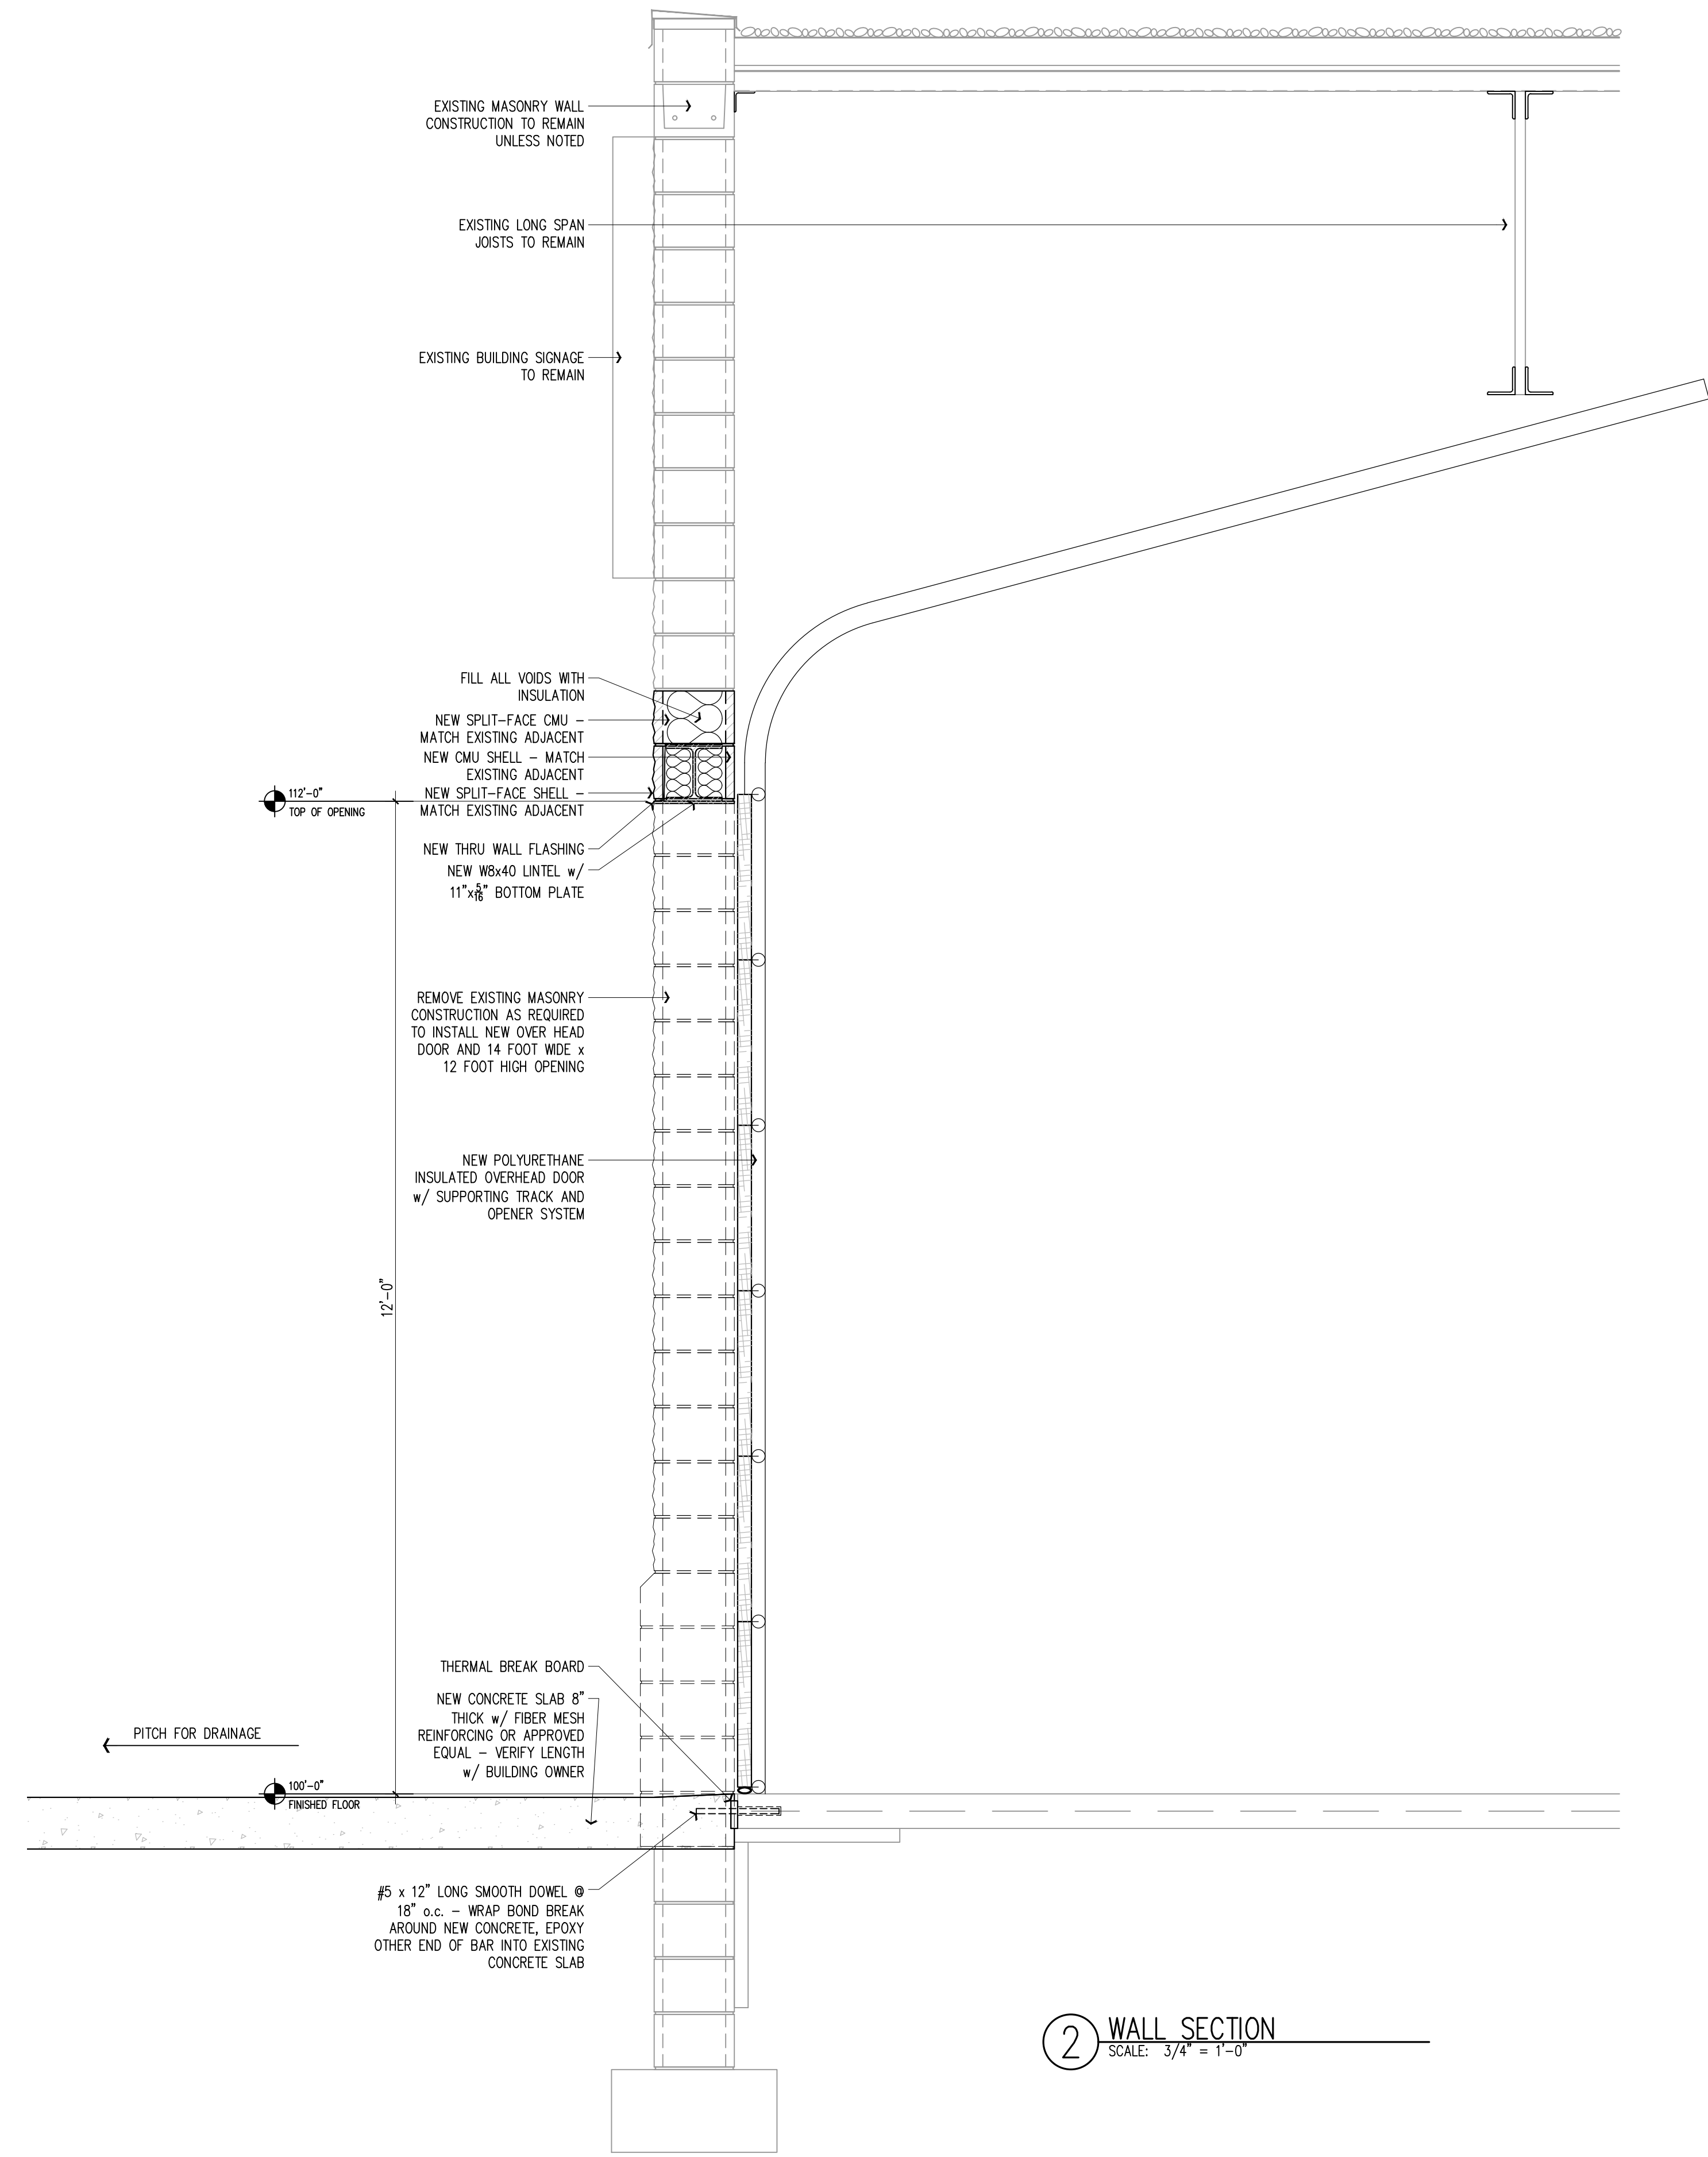 EXISTING MASONRY WALL
CONSTRUCTION TO REMAIN
UNLESS NOTED
EXISTING LONG SPAN
JOISTS TO REMAIN
EXISTING BUILDING SIGNAGE
TO REMAIN
FILL ALL VOIDS WITH
INSULATION
NEW SPLIT-FACE CMU -
MATCH EXISTING ADJACENT
NEW CMU SHELL - MATCH
EXISTING ADJACENT
NEW SPLIT-FACE SHELL -
MATCH EXISTING ADJACENT
112'-0"
TOP OF OPENING
NEW THRU WALL FLASHING
NEW W8x40 LINTEL w/
11"x5/16" BOTTOM PLATE
REMOVE EXISTING MASONRY
CONSTRUCTION AS REQUIRED
TO INSTALL NEW OVER HEAD
DOOR AND 14 FOOT WIDE x
12 FOOT HIGH OPENING
NEW POLYURETHANE
INSULATED OVERHEAD DOOR
w/ SUPPORTING TRACK AND
OPENER SYSTEM
12'-0"
THERMAL BREAK BOARD
NEW CONCRETE SLAB 8"
THICK w/ FIBER MESH
REINFORCING OR APPROVED
EQUAL - VERIFY LENGTH
w/ BUILDING OWNER
PITCH FOR DRAINAGE
100'-0"
FINISHED FLOOR
#5 x 12" LONG SMOOTH DOWEL @
18" o.c. - WRAP BOND BREAK
AROUND NEW CONCRETE, EPOXY
OTHER END OF BAR INTO EXISTING
CONCRETE SLAB
2
WALL SECTION
SCALE: 3/4" = 1'-0"